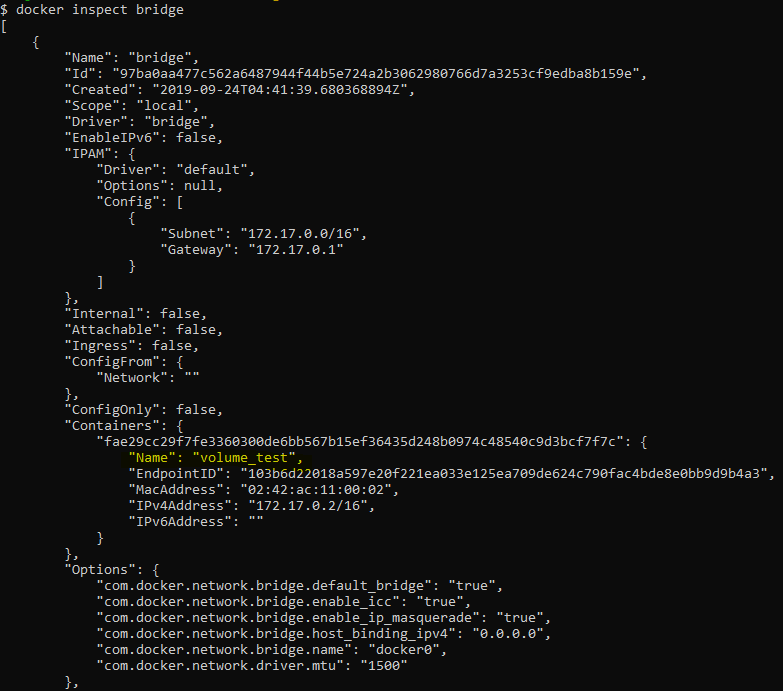 $ docker inspect bridge
[
    {
        "Name": "bridge",
        "Id": "97ba0aa477c562a6487944f44b5e724a2b3062980766d7a3253cf9edba8b159e",
        "Created": "2019-09-24T04:41:39.680368894Z",
        "Scope": "local",
        "Driver": "bridge",
        "EnableIPv6": false,
        "IPAM": {
            "Driver": "default",
            "Options": null,
            "Config": [
                {
                    "Subnet": "172.17.0.0/16",
                    "Gateway": "172.17.0.1"
                }
            ]
        },
        "Internal": false,
        "Attachable": false,
        "Ingress": false,
        "ConfigFrom": {
            "Network": ""
        },
        "ConfigOnly": false,
        "Containers": {
            "fae29cc29f7fe3360300de6bb567b15ef36435d248b0974c48540c9d3bcf7f7c": {
                "Name": "volume_test",
                "EndpointID": "103b6d22018a597e20f221ea033e125ea709de624c790fac4bde8e0bb9d9b4a3",
                "MacAddress": "02:42:ac:11:00:02",
                "IPv4Address": "172.17.0.2/16",
                "IPv6Address": ""
            }
        },
        "Options": {
            "com.docker.network.bridge.default_bridge": "true",
            "com.docker.network.bridge.enable_icc": "true",
            "com.docker.network.bridge.enable_ip_masquerade": "true",
            "com.docker.network.bridge.host_binding_ipv4": "0.0.0.0",
            "com.docker.network.bridge.name": "docker0",
            "com.docker.network.driver.mtu": "1500"
        },